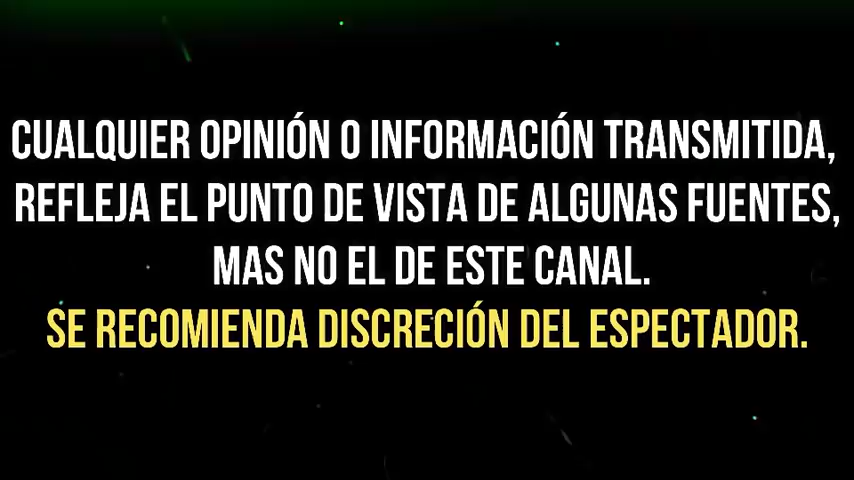 CUALQUIER OPINIÓN O INFORMACIÓN TRANSMITIDA,
REFLEJA EL PUNTO DE VISTA DE ALGUNAS FUENTES,
MAS NO EL DE ESTE CANAL.
SE RECOMIENDA DISCRECIÓN DEL ESPECTADOR.